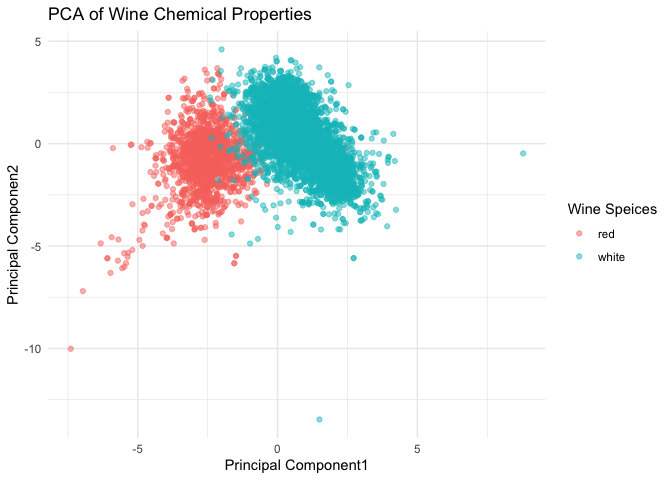 PCA of Wine Chemical Properties
5
0
-5
-10
Principal Componen2
-5
0
5
Principal Component1
Wine Speices
red
white